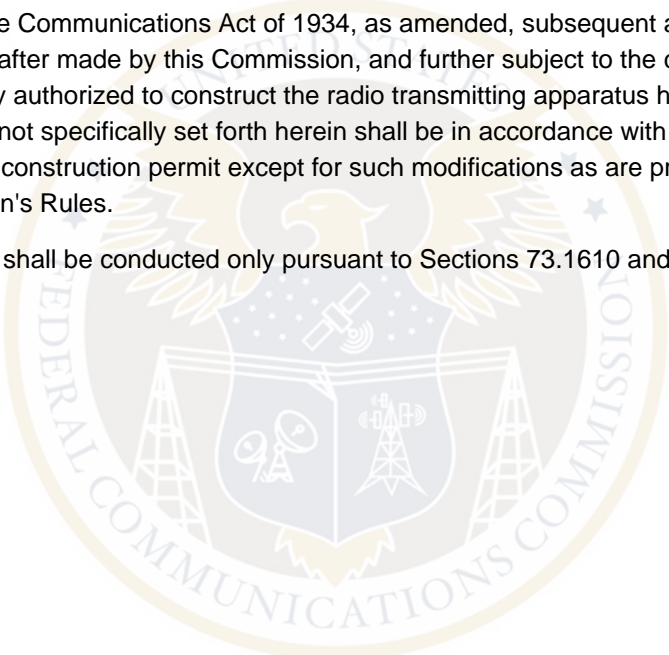 e Communications Act of 1934, as amended, subsequent a
after made by this Commission, and further subject to the
y authorized to construct the radio transmitting apparatus h
not specifically set forth herein shall be in accordance with
construction permit except for such modifications as are pr
n's Rules.
shall be conducted only pursuant to Sections 73.1610 and
UNITED STATES
FEDERAL COMMUNICATIONS COMMISSION